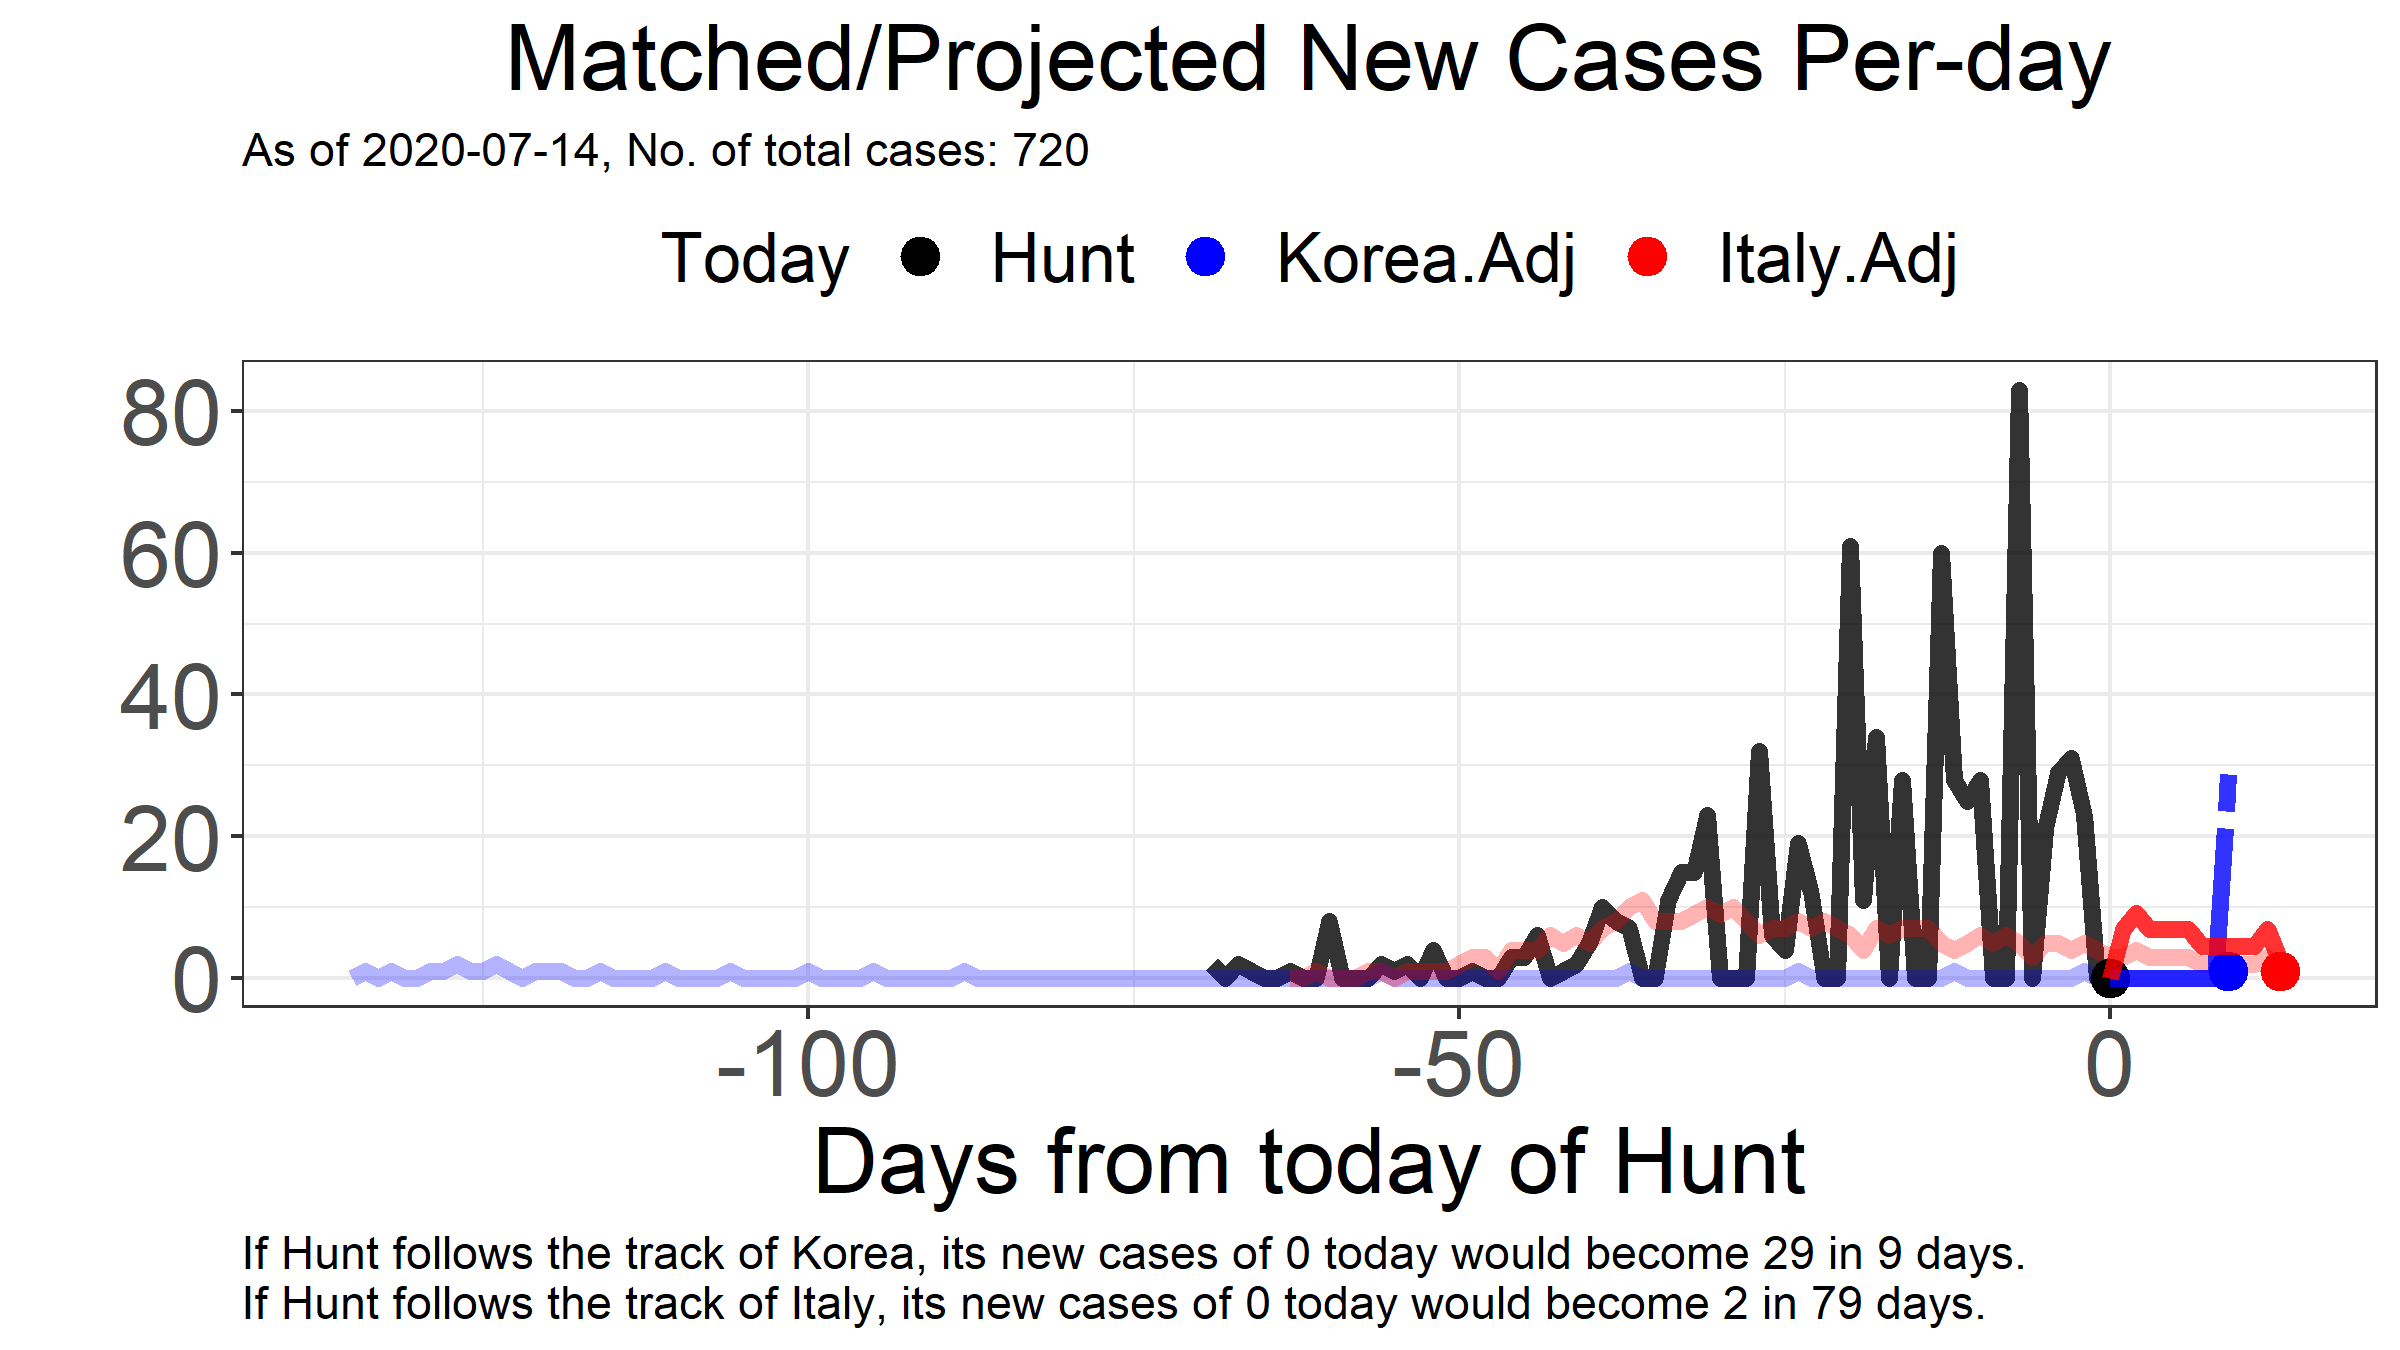 Matched/Projected New Cases Per-day
As of 2020-07-14, No. of total cases: 720
Today Hunt Korea.Adj Italy.Adj
80
60
40
20
0
-100 -50 0
Days from today of Hunt
If Hunt follows the track of Korea, its new cases of 0 today would become 29 in 9 days.
If Hunt follows the track of Italy, its new cases of 0 today would become 2 in 79 days.